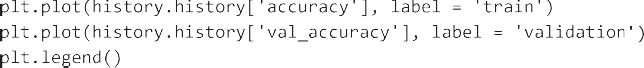 plt.plot(history.history['accuracy'], label = 'train')
plt.plot(history.history['val_accuracy'], label = 'validation')
plt.legend()